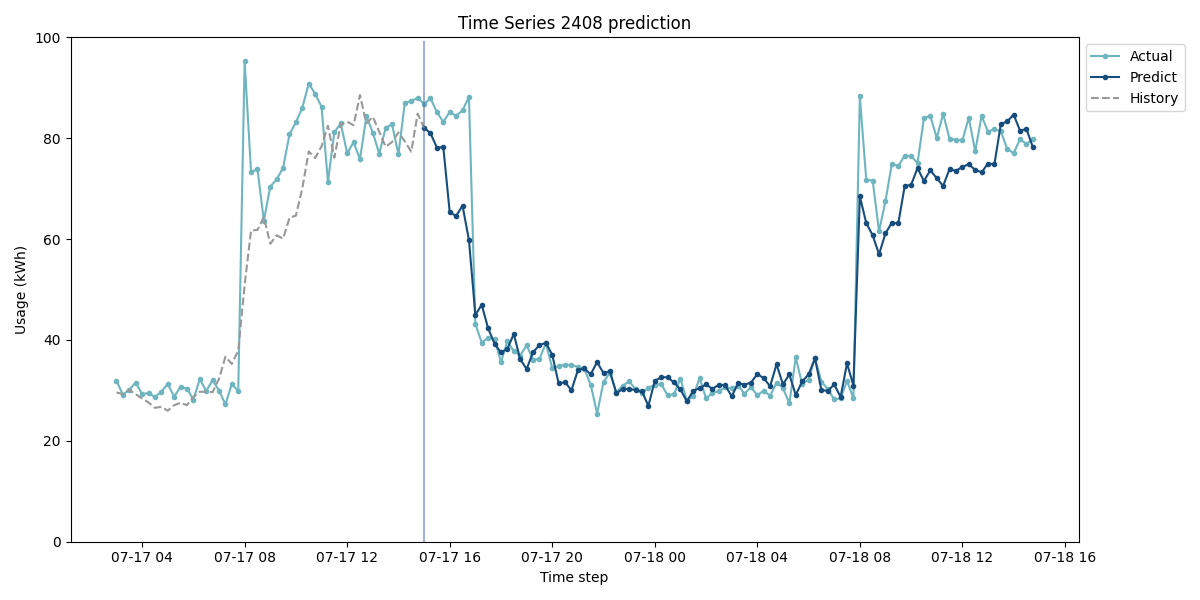 Time Series 2408 prediction
100
80
60
40
20
0
Usage (kWh)
07-17 04
07-17 08
07-17 12
07-17 16
07-17 20
07-18 00
07-18 04
07-18 08
07-18 12
07-18 16
Time step
Actual
Predict
History